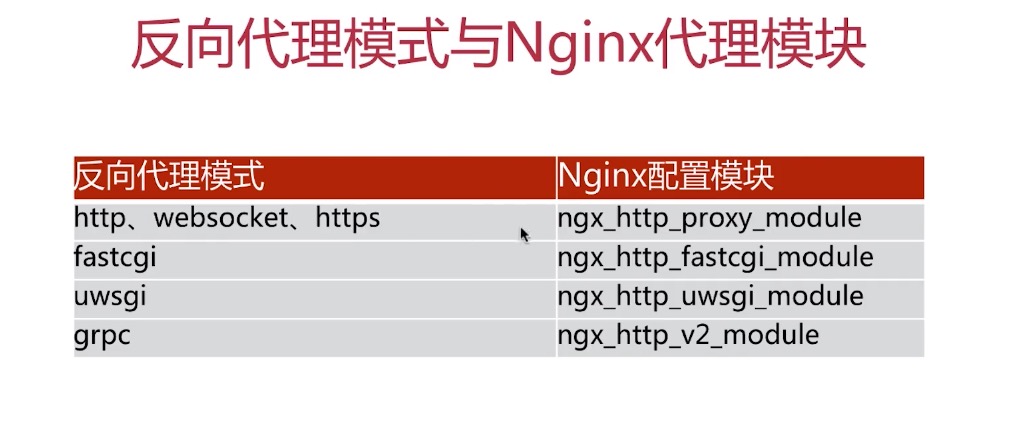 反向代理模式与Nginx代理模块
反向代理模式 Nginx配置模块
http、websocket、https ngx_http_proxy_module
fastcgi ngx_http_fastcgi_module
uwsgi ngx_http_uwsgi_module
grpc ngx_http_v2_module